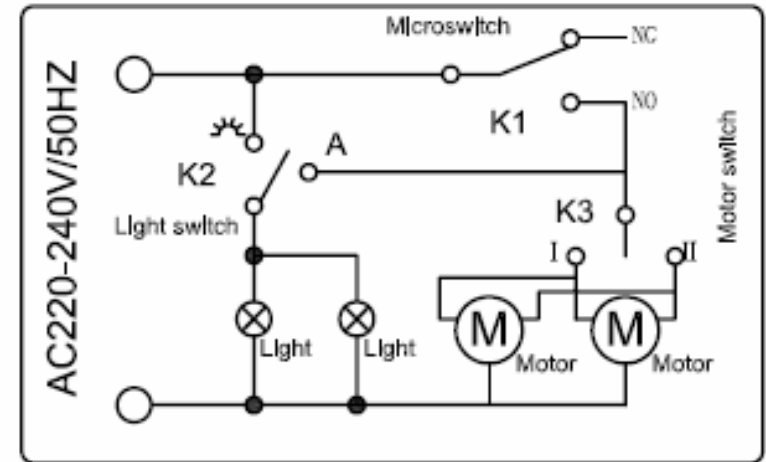 AC220-240V/50HZ
Microswitch
NC
NO
K1
Motor switch
A
K2
Light switch
K3
I
II
Light
Light
M
Motor
M
Motor